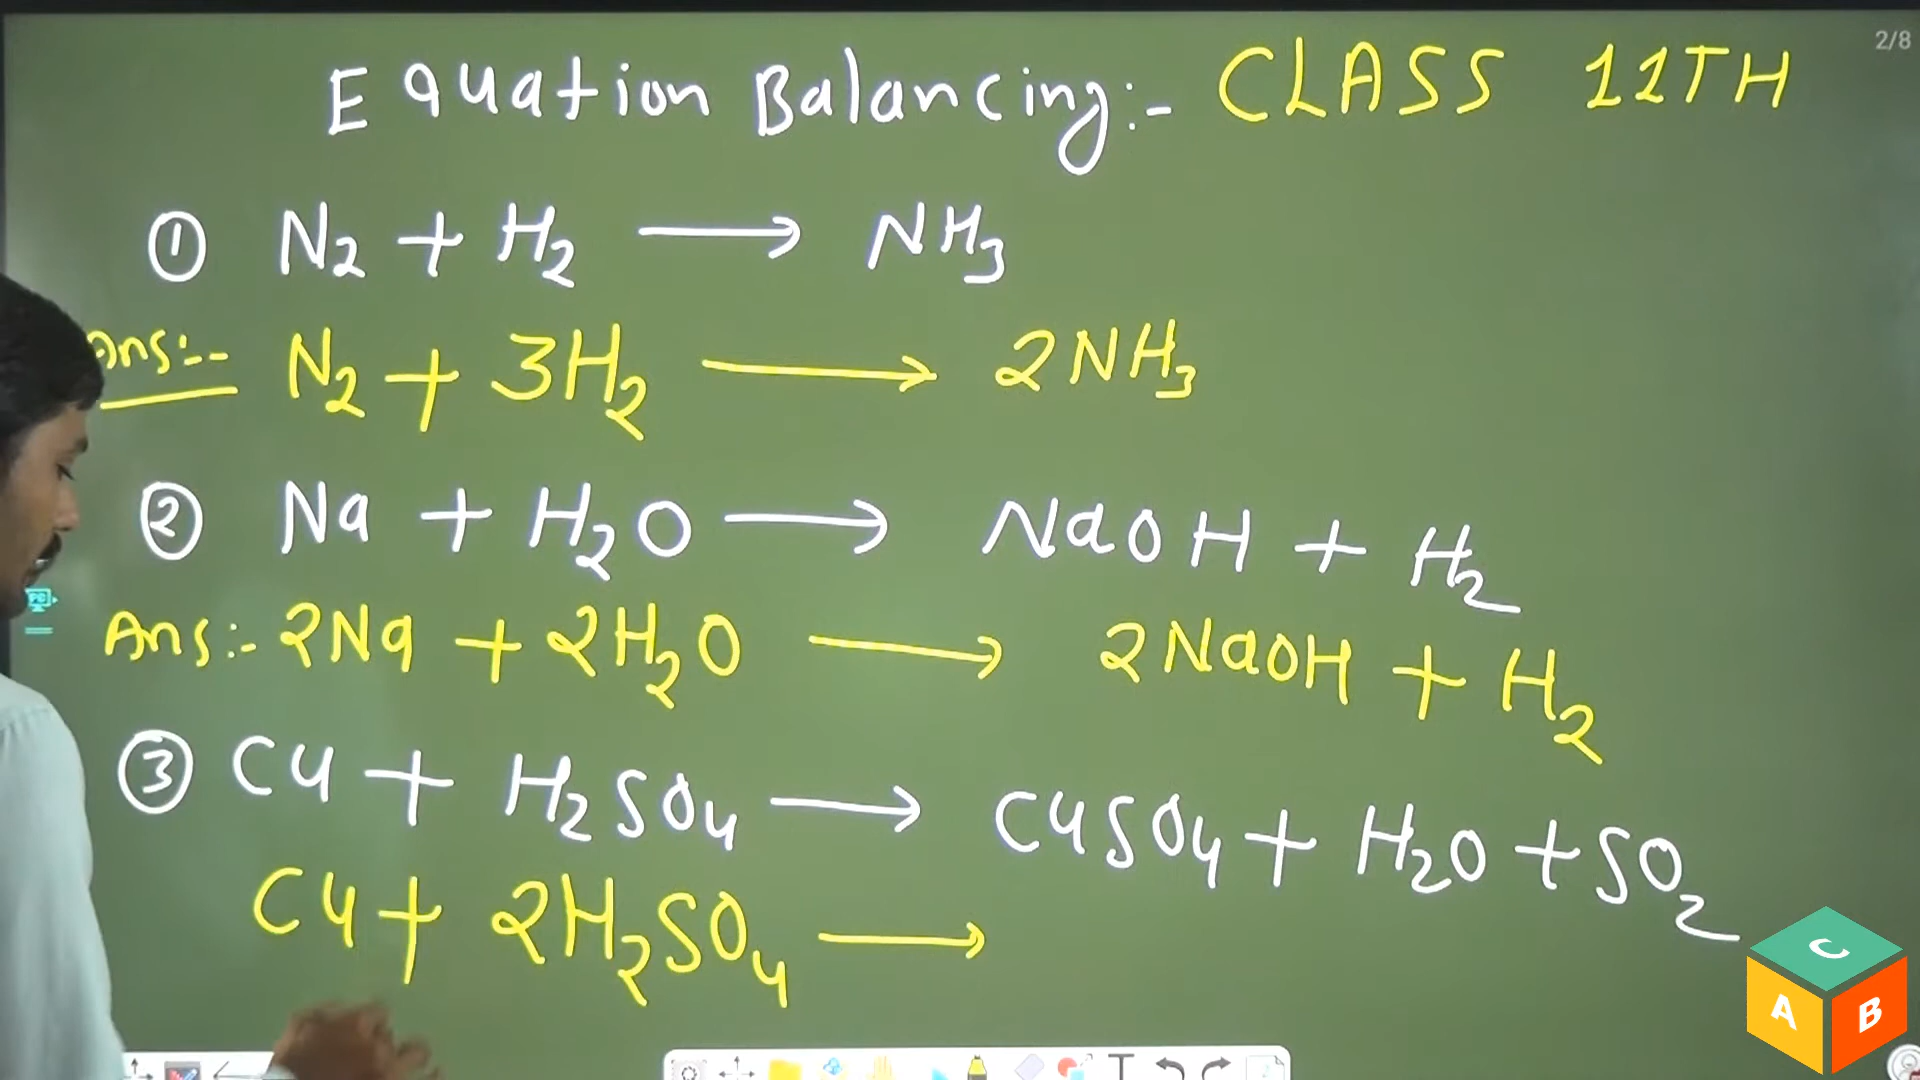 2/8
Equation Balancing:- CLASS 11TH
① N2 + H2 → NH3
Ans:- N2 + 3H2 → 2NH3
② Na + H2O → NaOH + H2
Ans:- 2Na + 2H2O → 2NaOH + H2
③ Cu + H2SO4 → CuSO4 + H2O + SO2
Cu + 2H2SO4 →
PC
C
A B
T